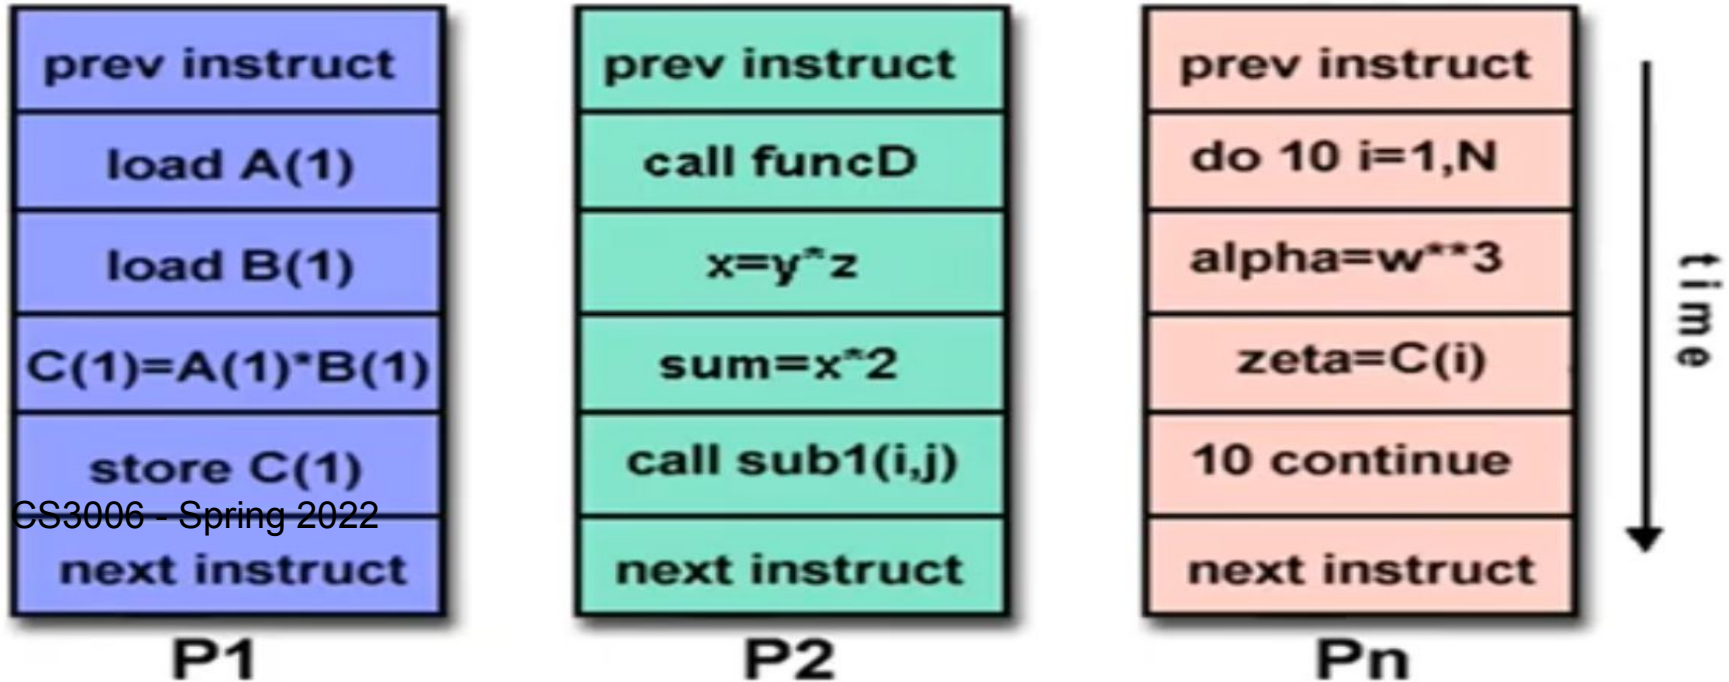 prev instruct
load A(1)
load B(1)
C(1)=A(1)*B(1)
store C(1)
CS3006 - Spring 2022
next instruct
P1
prev instruct
call funcD
x=y*z
sum=x*2
call sub1(i,j)
next instruct
P2
prev instruct
do 10 i=1,N
alpha=w**3
zeta=C(i)
10 continue
next instruct
Pn
time